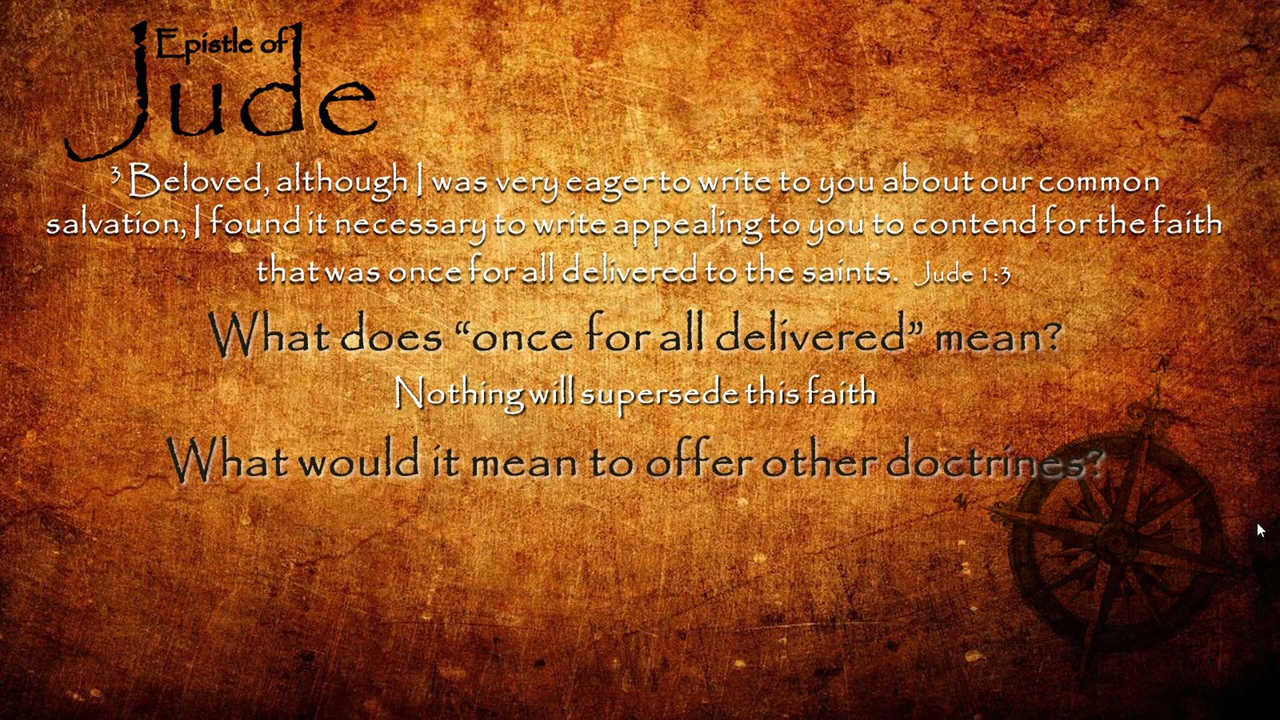 Epistle of
Jude
3 Beloved, although I was very eager to write to you about our common
salvation, I found it necessary to write appealing to you to contend for the faith
that was once for all delivered to the saints. Jude 1:3
What does “once for all delivered” mean?
Nothing will supersede this faith
What would it mean to offer other doctrines?
N
W